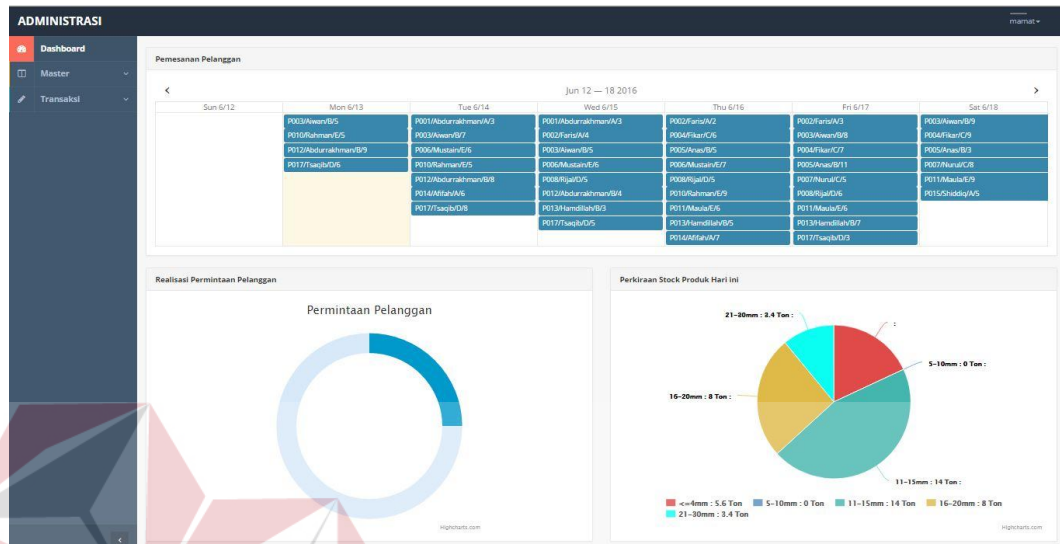 ADMINISTRASI
mamat
Dashboard
Master
Transaksi
Pemesanan Pelanggan
Jun 12 — 18 2016
Sun 6/12 Mon 6/13 Tue 6/14 Wed 6/15 Thu 6/16 Fri 6/17 Sat 6/18
P003/Aiwan/B/5 P001/Abdurrakhman/A/3 P001/Abdurrakhman/A/3 P002/Faris/A/2 P002/Faris/A/3 P003/Aiwan/B/9
P010/Rahman/E/5 P003/Aiwan/B/7 P002/Faris/A/4 P004/Fikar/C/6 P003/Aiwan/B/8 P004/Fikar/C/9
P012/Abdurrakhman/B/9 P006/Mustain/E/6 P003/Aiwan/B/5 P005/Anas/B/5 P004/Fikar/C/7 P005/Anas/B/3
P017/Tsaqib/D/6 P010/Rahman/E/5 P006/Mustain/E/6 P006/Mustain/E/7 P005/Anas/B/11 P007/Nurul/C/8
P012/Abdurrakhman/B/8 P008/Rijal/D/5 P008/Rijal/D/5 P007/Nurul/C/5 P011/Maula/E/9
P014/Afifah/A/6 P012/Abdurrakhman/B/4 P010/Rahman/E/9 P008/Rijal/D/6 P015/Shiddiq/A/5
P017/Tsaqib/D/8 P013/Hamdillah/B/3 P011/Maula/E/6 P011/Maula/E/6
P017/Tsaqib/D/5 P013/Hamdillah/B/5 P013/Hamdillah/B/7
P014/Afifah/A/7 P017/Tsaqib/D/3
Realisasi Permintaan Pelanggan
Permintaan Pelanggan
Highcharts.com
Perkiraan Stock Produk Hari ini
21-30mm : 3.4 Ton :
:
5-10mm : 0 Ton :
16-20mm : 8 Ton :
11-15mm : 14 Ton :
<=4mm : 5.6 Ton 5-10mm : 0 Ton 11-15mm : 14 Ton 16-20mm : 8 Ton
21-30mm : 3.4 Ton
Highcharts.com